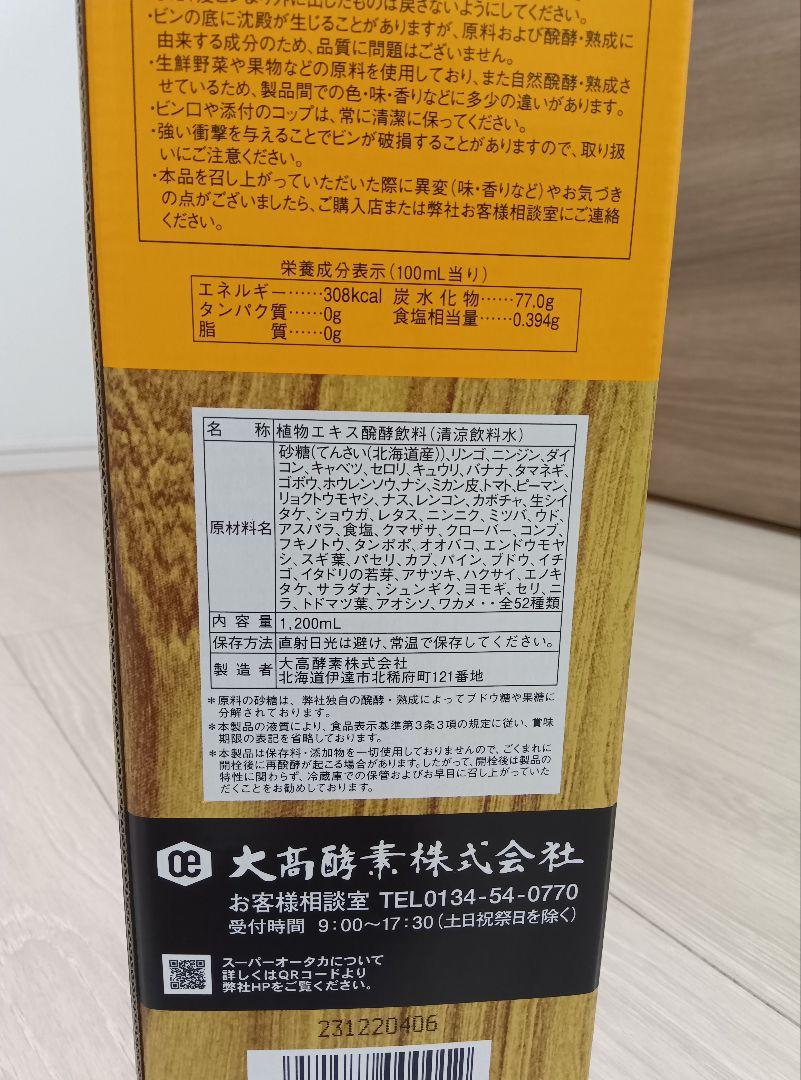 外に出したものは戻さないようにしてください。
・ビンの底に沈殿が生じることがありますが、原料および醗酵・熟成に
由来する成分のため、品質に問題はございません。
・生鮮野菜や果物などの原料を使用しており、また自然醗酵・熟成さ
せているため、製品間での色・味・香りなどに多少の違いがあります。
・ビン口や添付のコップは、常に清潔に保ってください。
・強い衝撃を与えることでビンが破損することがありますので、取り扱
いにご注意ください。
・本品を召し上がっていただいた際に異変(味・香りなど)やお気づき
の点がございましたら、ご購入店または弊社お客様相談室にご連絡
ください。
栄養成分表示(100mL当り)
エネルギー……308kcal 炭水化物……77.0g
タンパク質……0g 食塩相当量……0.394g
脂質……0g
名称 植物エキス醗酵飲料(清涼飲料水)
原材料名
砂糖(てんさい(北海道産))、リンゴ、ニンジン、ダイ
コン、キャベツ、セロリ、キュウリ、バナナ、タマネギ、
ゴボウ、ホウレンソウ、ナシ、ミカン皮、トマト、ピーマン、
リョクトウモヤシ、ナス、レンコン、カボチャ、生シイ
タケ、ショウガ、レタス、ニンニク、ミツバ、ウド、
アスパラ、食塩、クマザサ、クローバー、コンブ、
フキノトウ、タンポポ、オオバコ、エンドウモヤ
シ、スギ葉、パセリ、カブ、パイン、ブドウ、イチ
ゴ、イタドリの若芽、アサツキ、ハクサイ、エノキ
タケ、サラダナ、シュンギク、ヨモギ、セリ、ニ
ラ、トドマツ葉、アオシソ、ワカメ・・全52種類
内容量 1,200mL
保存方法 直射日光は避け、常温で保存してください。
製造者 大高酵素株式会社
北海道伊達市北稀府町121番地
*原料の砂糖は、弊社独自の醗酵・熟成によってブドウ糖や果糖に
分解されております。
*本製品の液質により、食品表示基準第3条3項の規定に従い、賞味
期限の表記を省略しております。
*本製品は保存料・添加物を一切使用しておりませんので、ごくまれに
開栓後に再醗酵が起こる場合があります。したがって、開栓後は製品の
特性に関わらず、冷蔵庫での保管およびお早目に召し上がっていた
だくことをお勧めしております。
oe 大高酵素株式会社
お客様相談室 TEL0134-54-0770
受付時間 9:00〜17:30(土日祝祭日を除く)
スーパーオータカについて
詳しくはQRコードより
弊社HPをご覧ください。
231220406